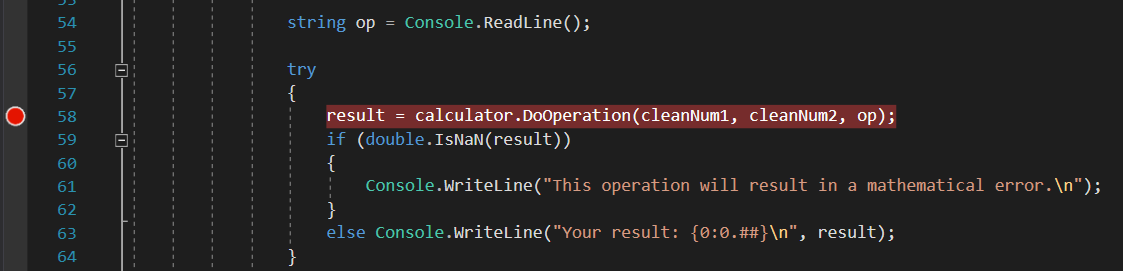 54 string op = Console.ReadLine();
55
56 try
57 {
58 result = calculator.DoOperation(cleanNum1, cleanNum2, op);
59 if (double.IsNaN(result))
60 {
61 Console.WriteLine("This operation will result in a mathematical error.\n");
62 }
63 else Console.WriteLine("Your result: {0:0.##}\n", result);
64 }